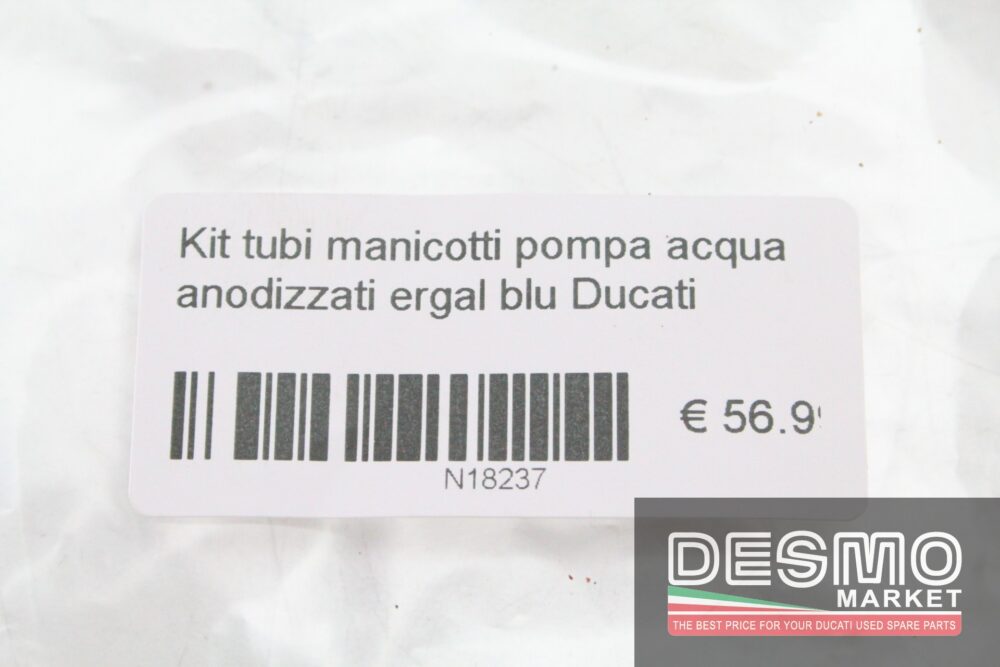 Kit tubi manicotti pompa acqua
anodizzati ergal blu Ducati
€ 56.9
N18237
DESMO
MARKET
THE BEST PRICE FOR YOUR DUCATI USED SPARE PARTS